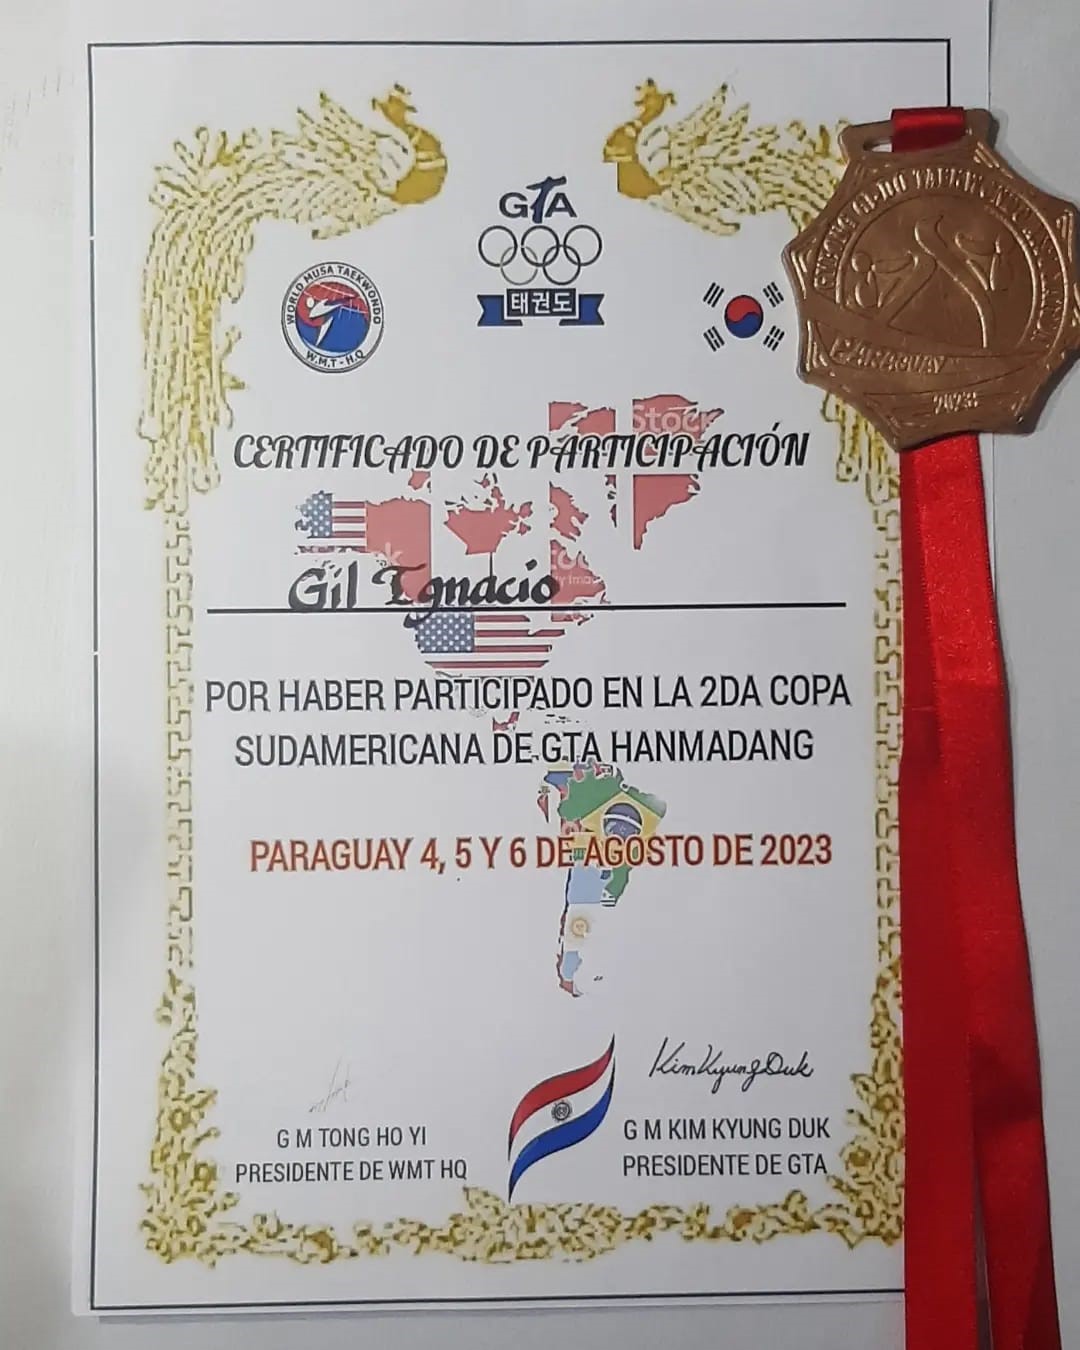 GTA
태권도
WORLD MUSA TAEKWONDO
W.M.T - H.Q
PARAGUAY
2023
CERTIFICADO DE PARTICIPACIÓN
Stock
Gil Ignacio
POR HABER PARTICIPADO EN LA 2DA COPA
SUDAMERICANA DE GTA HANMADANG
PARAGUAY 4, 5 Y 6 DE AGOSTO DE 2023
KimKyungDuk
G M TONG HO YI
PRESIDENTE DE WMT HQ
G M KIM KYUNG DUK
PRESIDENTE DE GTA